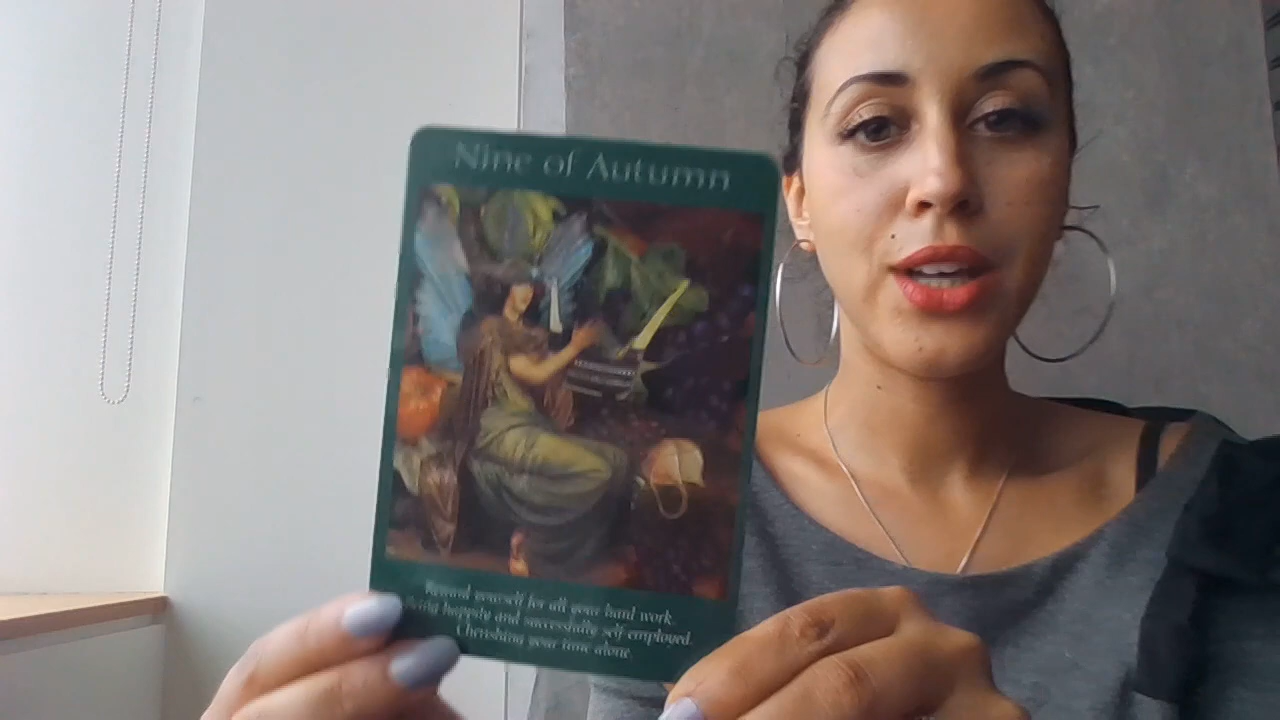 Nine of Autumn
Reward yourself for all your hard work.
Being happily and successfully self employed.
Cherishing your time alone.